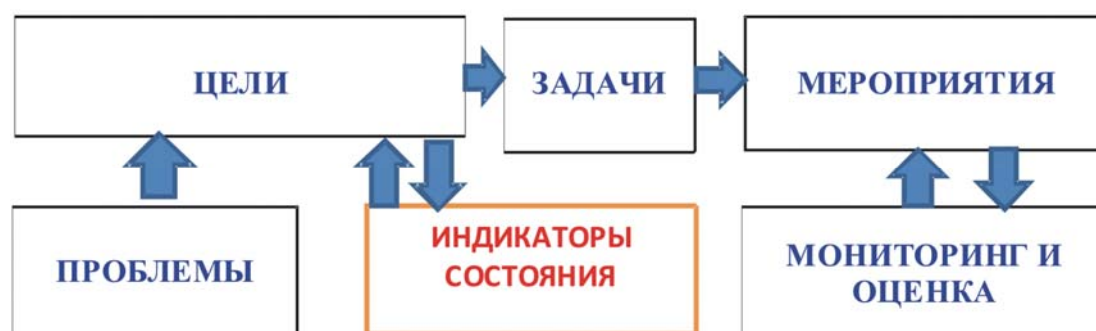 ЦЕЛИ
ЗАДАЧИ
МЕРОПРИЯТИЯ
ПРОБЛЕМЫ
ИНДИКАТОРЫ
СОСТОЯНИЯ
МОНИТОРИНГ И
ОЦЕНКА